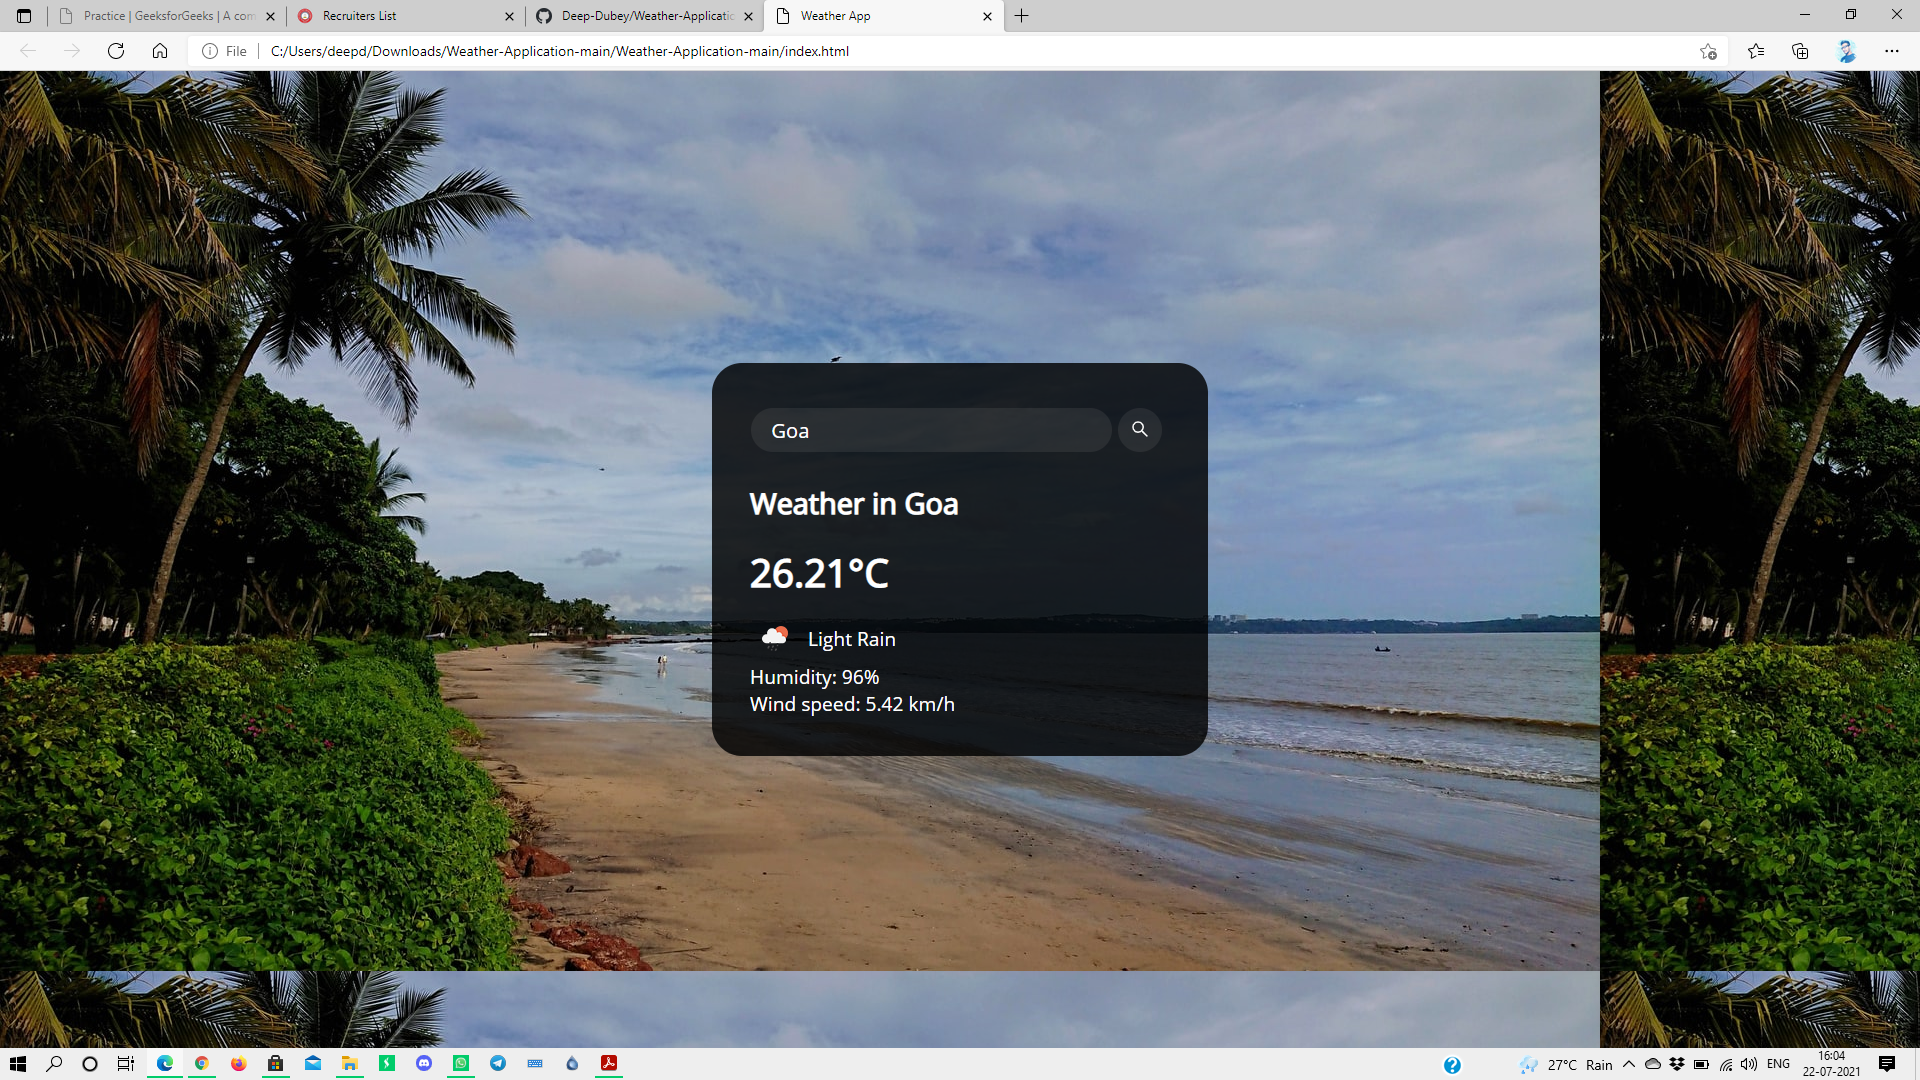 Practice | GeeksforGeeks | A com
Recruiters List
Deep-Dubey/Weather-Applicatio
Weather App
File
C:/Users/deepd/Downloads/Weather-Application-main/Weather-Application-main/index.html
Goa
Weather in Goa
26.21°C
Light Rain
Humidity: 96%
Wind speed: 5.42 km/h
27°C Rain
ENG
16:04
22-07-2021